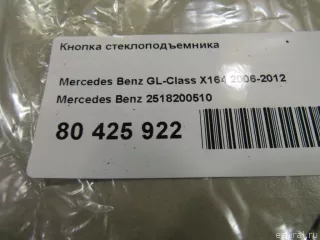 Кнопка стеклоподъемника
Mercedes Benz GL-Class X164 2006-2012
Mercedes Benz 2518200510
80 425 922